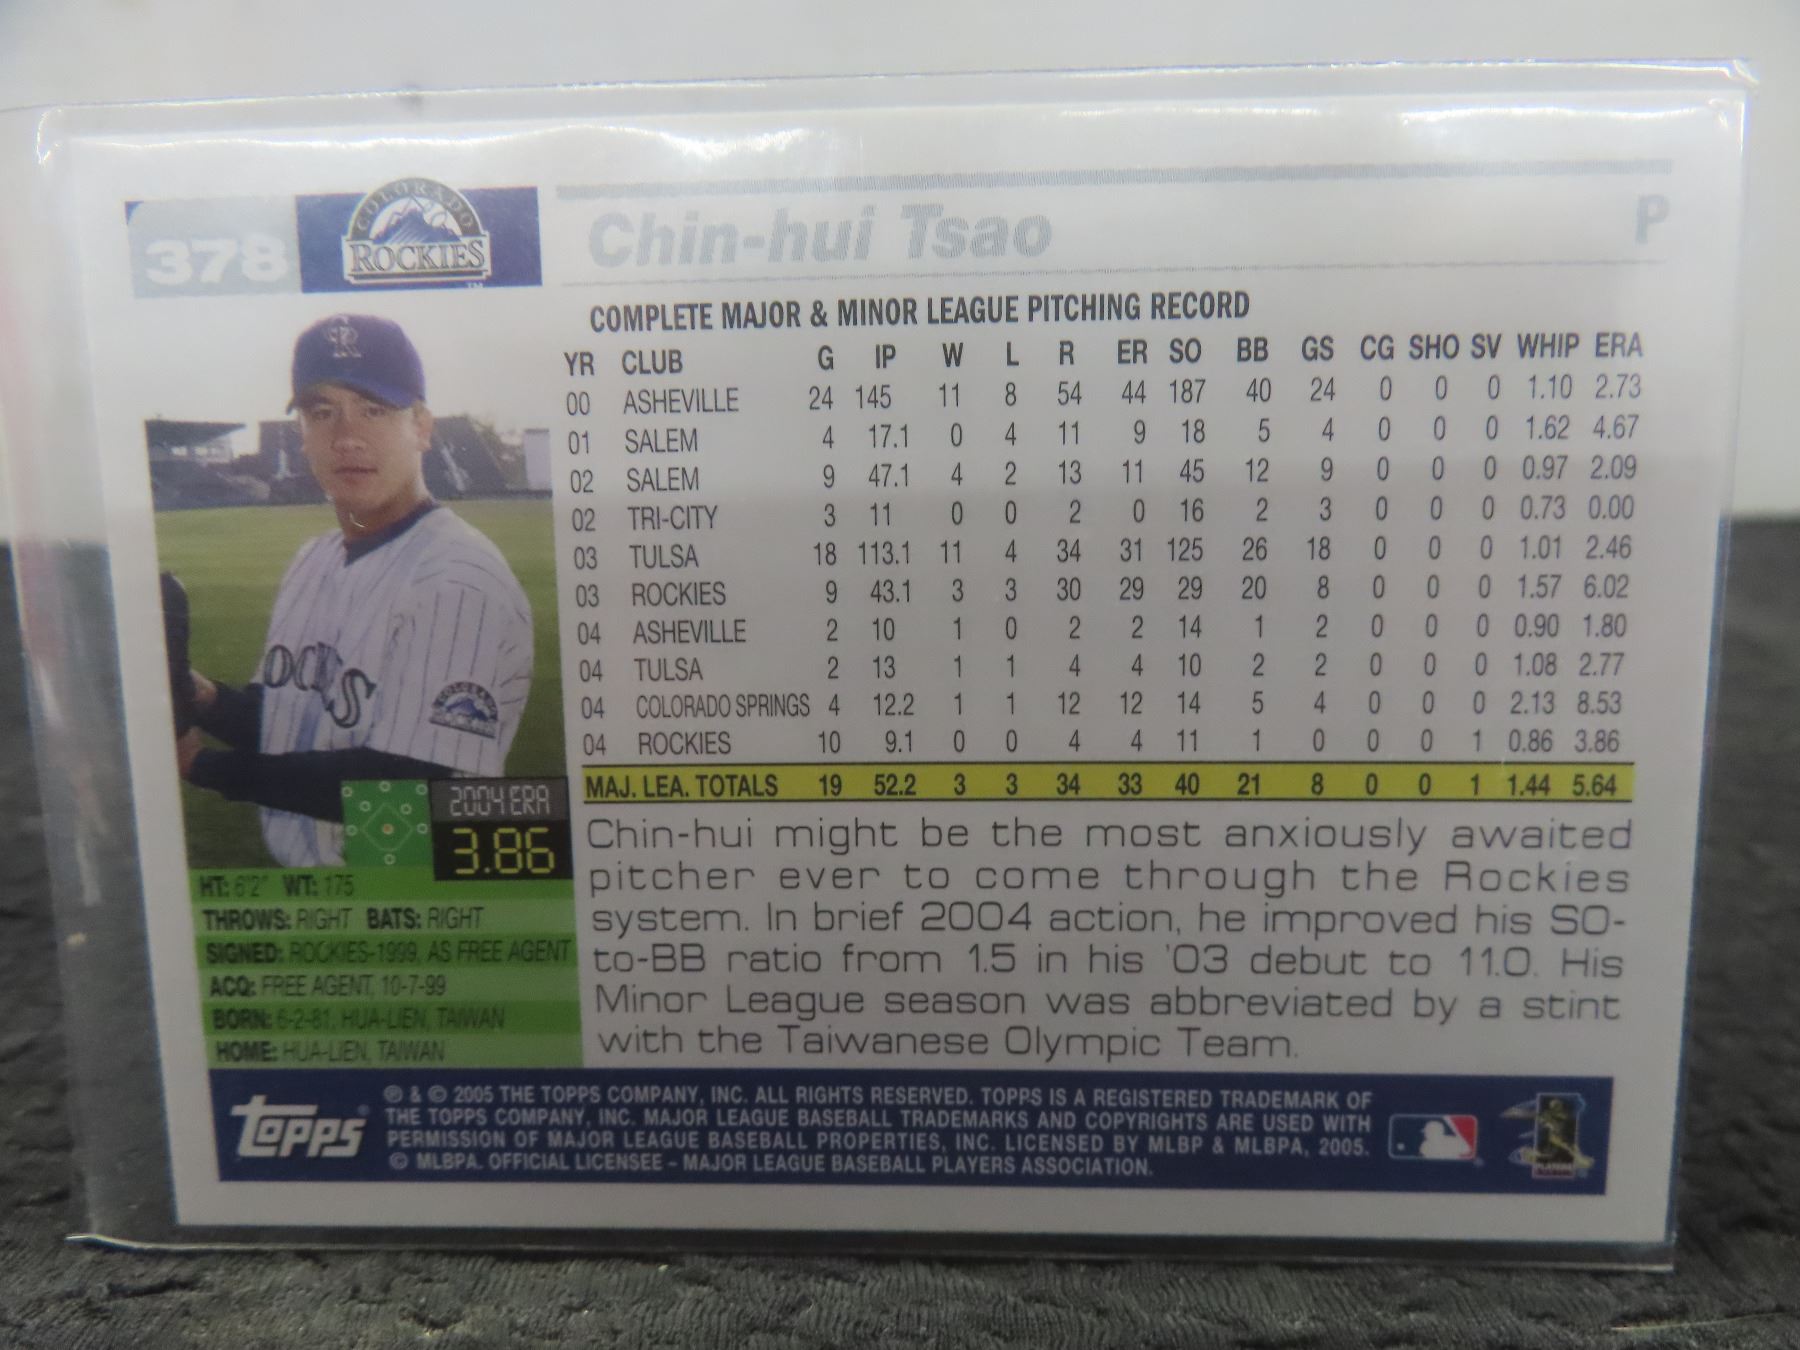 378 COLORADO ROCKIES TM Chin-hui Tsao P
COMPLETE MAJOR & MINOR LEAGUE PITCHING RECORD
YR CLUB G IP W L R ER SO BB GS CG SHO SV WHIP ERA
00 ASHEVILLE 24 145 11 8 54 44 187 40 24 0 0 0 1.10 2.73
01 SALEM 4 17.1 0 4 11 9 18 5 4 0 0 0 1.62 4.67
02 SALEM 9 47.1 4 2 13 11 45 12 9 0 0 0 0.97 2.09
02 TRI-CITY 3 11 0 0 2 0 16 2 3 0 0 0 0.73 0.00
03 TULSA 18 113.1 11 4 34 31 125 26 18 0 0 0 1.01 2.46
03 ROCKIES 9 43.1 3 3 30 29 29 20 8 0 0 0 1.57 6.02
04 ASHEVILLE 2 10 1 0 2 2 14 1 2 0 0 0 0.90 1.80
04 TULSA 2 13 1 1 4 4 10 2 2 0 0 0 1.08 2.77
04 COLORADO SPRINGS 4 12.2 1 1 12 12 14 5 4 0 0 0 2.13 8.53
04 ROCKIES 10 9.1 0 0 4 4 11 1 0 0 0 1 0.86 3.86
MAJ. LEA. TOTALS 19 52.2 3 3 34 33 40 21 8 0 0 1 1.44 5.64
CR
OCKIES
COLORADO
ROCKIES
2004 ERA
3.86
HT: 6'2" WT: 175
THROWS: RIGHT BATS: RIGHT
SIGNED: ROCKIES-1999, AS FREE AGENT
ACQ: FREE AGENT, 10-7-99
BORN: 6-2-81, HUA-LIEN, TAIWAN
HOME: HUA-LIEN, TAIWAN
Chin-hui might be the most anxiously awaited
pitcher ever to come through the Rockies
system. In brief 2004 action, he improved his SO-
to-BB ratio from 1.5 in his '03 debut to 11.0. His
Minor League season was abbreviated by a stint
with the Taiwanese Olympic Team.
topps ®
® & © 2005 THE TOPPS COMPANY, INC. ALL RIGHTS RESERVED. TOPPS IS A REGISTERED TRADEMARK OF
THE TOPPS COMPANY, INC. MAJOR LEAGUE BASEBALL TRADEMARKS AND COPYRIGHTS ARE USED WITH
PERMISSION OF MAJOR LEAGUE BASEBALL PROPERTIES, INC. LICENSED BY MLBP & MLBPA, 2005.
© MLBPA. OFFICIAL LICENSEE – MAJOR LEAGUE BASEBALL PLAYERS ASSOCIATION.
PLAYERS